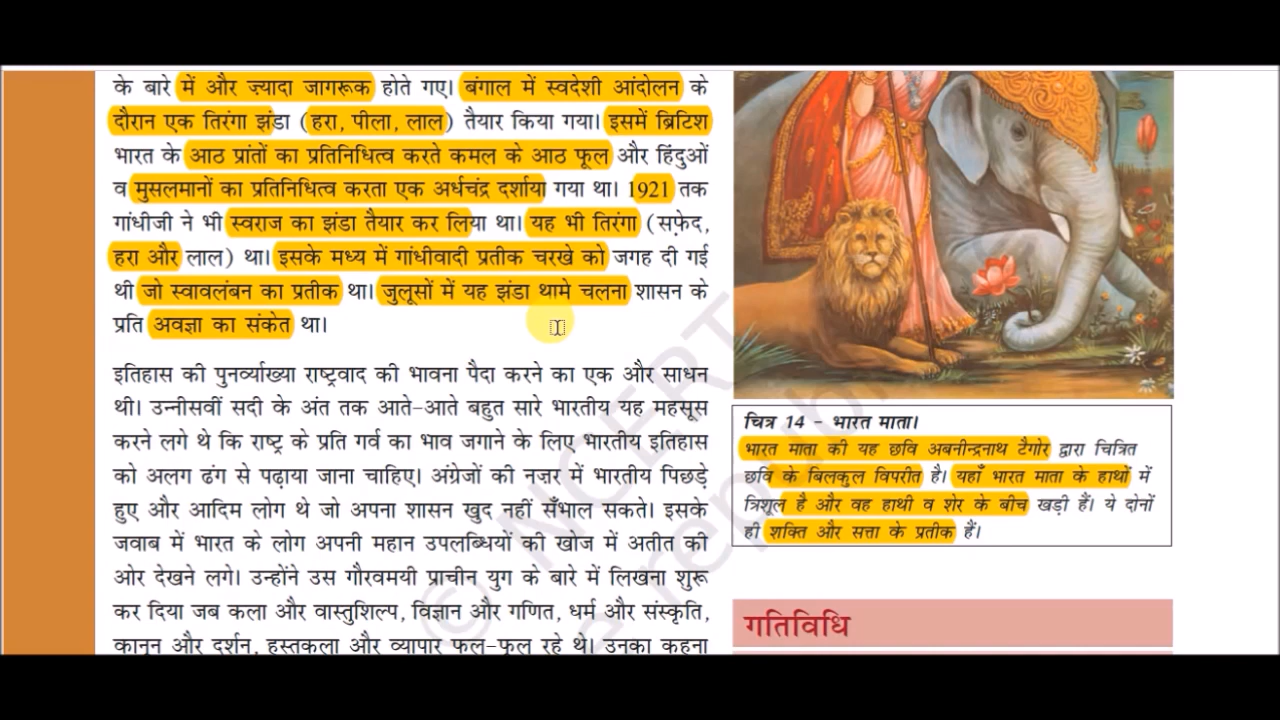 के बारे में और ज़्यादा जागरूक होते गए। बंगाल में स्वदेशी आंदोलन के
दौरान एक तिरंगा झंडा (हरा, पीला, लाल) तैयार किया गया। इसमें ब्रिटिश
भारत के आठ प्रांतों का प्रतिनिधित्व करते कमल के आठ फूल और हिंदुओं
व मुसलमानों का प्रतिनिधित्व करता एक अर्धचंद्र दर्शाया गया था। 1921 तक
गांधीजी ने भी स्वराज का झंडा तैयार कर लिया था। यह भी तिरंगा (सफ़ेद,
हरा और लाल) था। इसके मध्य में गांधीवादी प्रतीक चरखे को जगह दी गई
थी जो स्वावलंबन का प्रतीक था। जुलूसों में यह झंडा थामे चलना शासन के
प्रति अवज्ञा का संकेत था।
इतिहास की पुनर्व्याख्या राष्ट्रवाद की भावना पैदा करने का एक और साधन
थी। उन्नीसवीं सदी के अंत तक आते-आते बहुत सारे भारतीय यह महसूस
करने लगे थे कि राष्ट्र के प्रति गर्व का भाव जगाने के लिए भारतीय इतिहास
को अलग ढंग से पढ़ाया जाना चाहिए। अंग्रेजों की नज़र में भारतीय पिछड़े
हुए और आदिम लोग थे जो अपना शासन खुद नहीं सँभाल सकते। इसके
जवाब में भारत के लोग अपनी महान उपलब्धियों की खोज में अतीत की
ओर देखने लगे। उन्होंने उस गौरवमयी प्राचीन युग के बारे में लिखना शुरू
कर दिया जब कला और वास्तुशिल्प, विज्ञान और गणित, धर्म और संस्कृति,
कानून और दर्शन, हस्तकला और व्यापार फल-फूल रहे थे। उनका कहना
चित्र 14 - भारत माता।
भारत माता की यह छवि अबनीन्द्रनाथ टैगोर द्वारा चित्रित
छवि के बिलकुल विपरीत है। यहाँ भारत माता के हाथों में
त्रिशूल है और वह हाथी व शेर के बीच खड़ी हैं। ये दोनों
ही शक्ति और सत्ता के प्रतीक हैं।
गतिविधि
© NCERT
republi